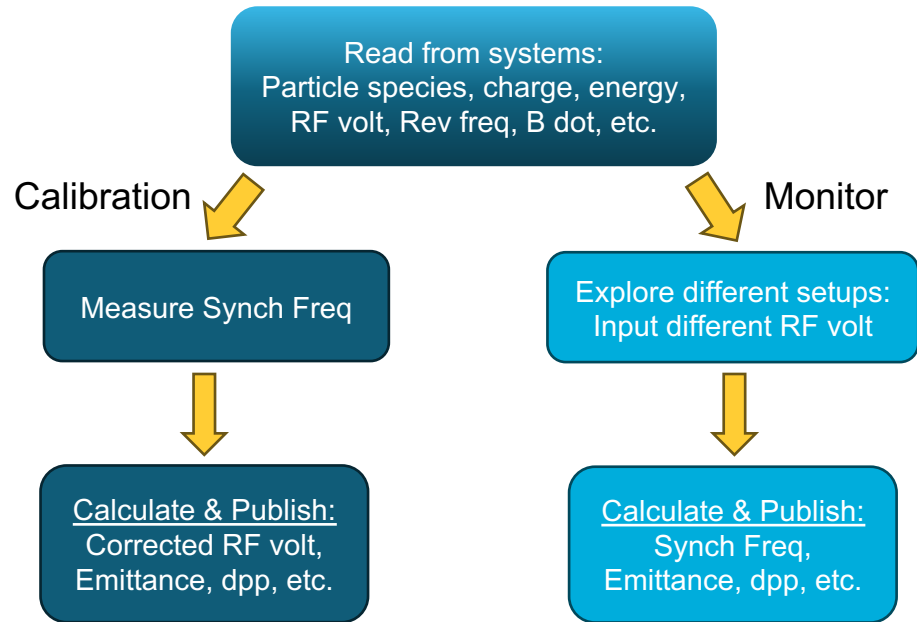 Read from systems:
Particle species, charge, energy,
RF volt, Rev freq, B dot, etc.
Calibration
Monitor
Measure Synch Freq
Explore different setups:
Input different RF volt
Calculate & Publish:
Corrected RF volt,
Emittance, dpp, etc.
Calculate & Publish:
Synch Freq,
Emittance, dpp, etc.